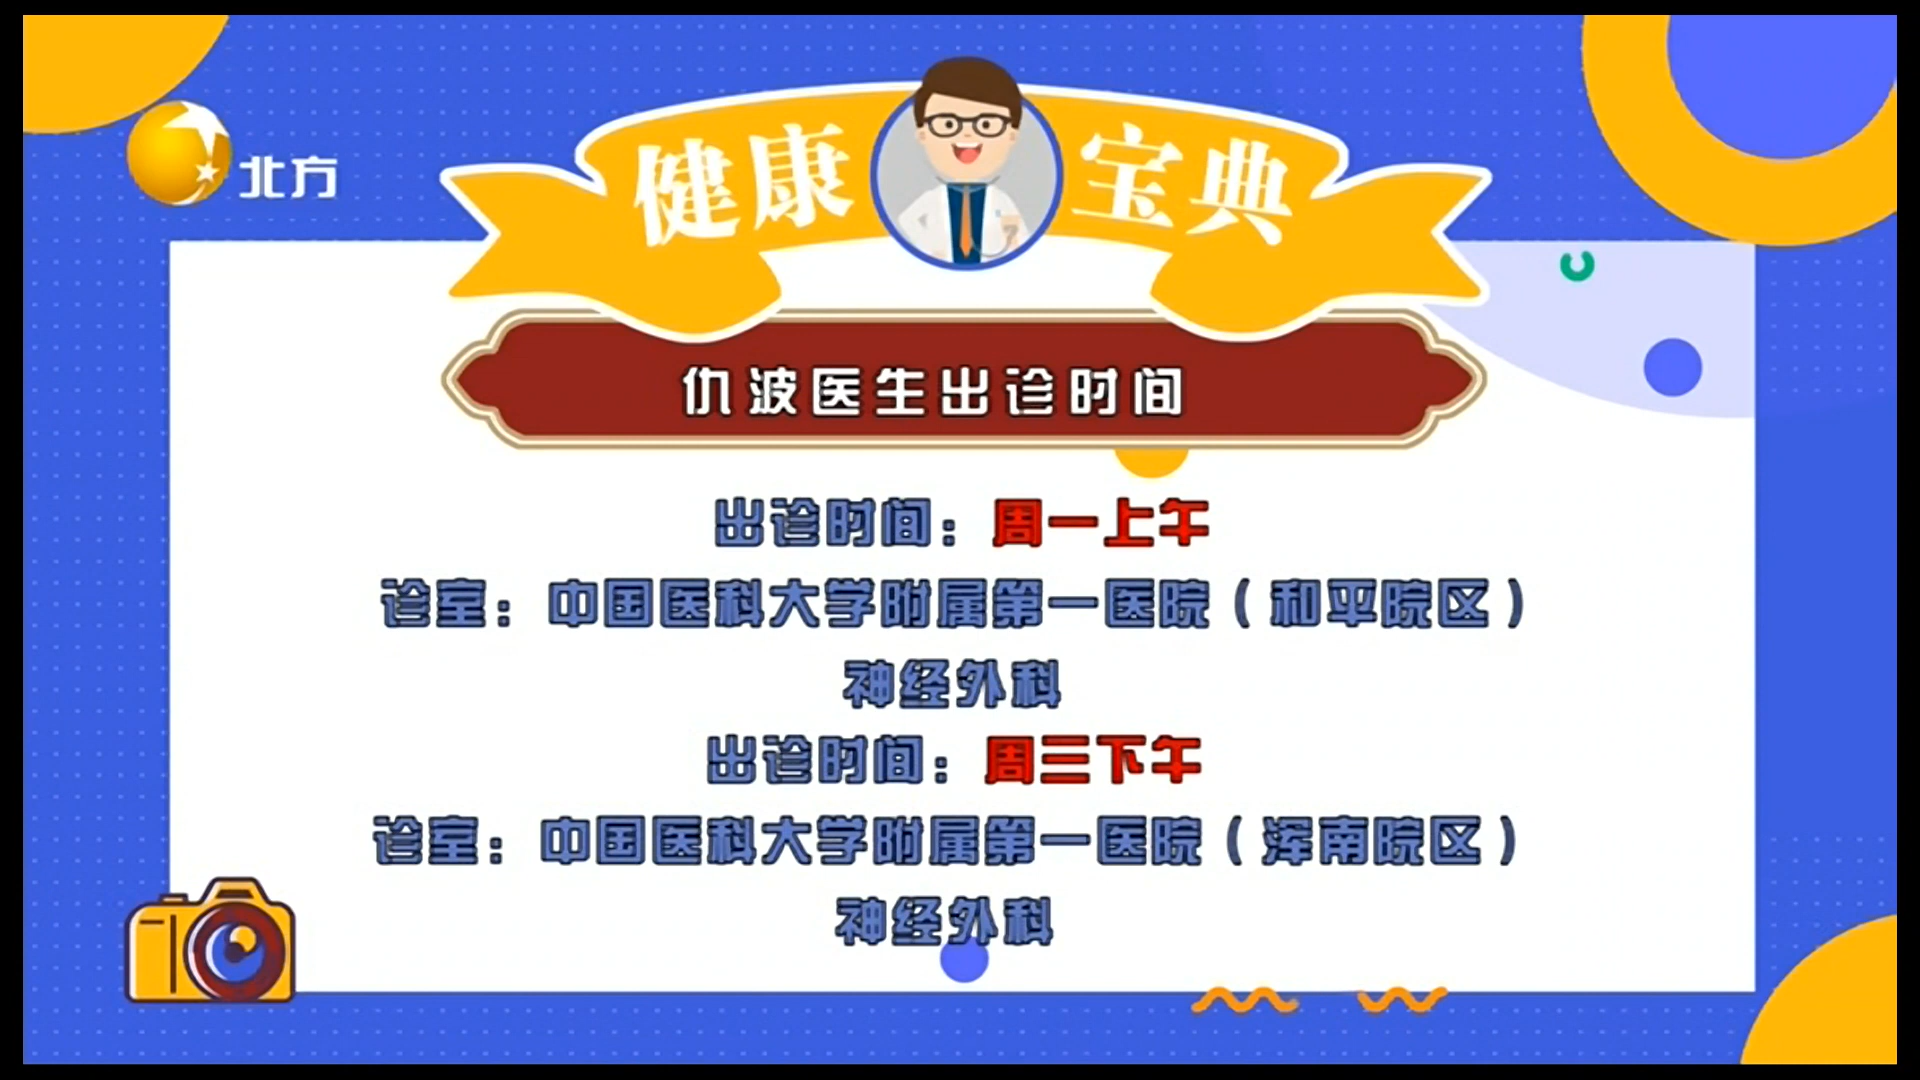 北方
健康宝典
仇波医生出诊时间
出诊时间：周一上午
诊室：中国医科大学附属第一医院（和平院区）
神经外科
出诊时间：周三下午
诊室：中国医科大学附属第一医院（浑南院区）
神经外科